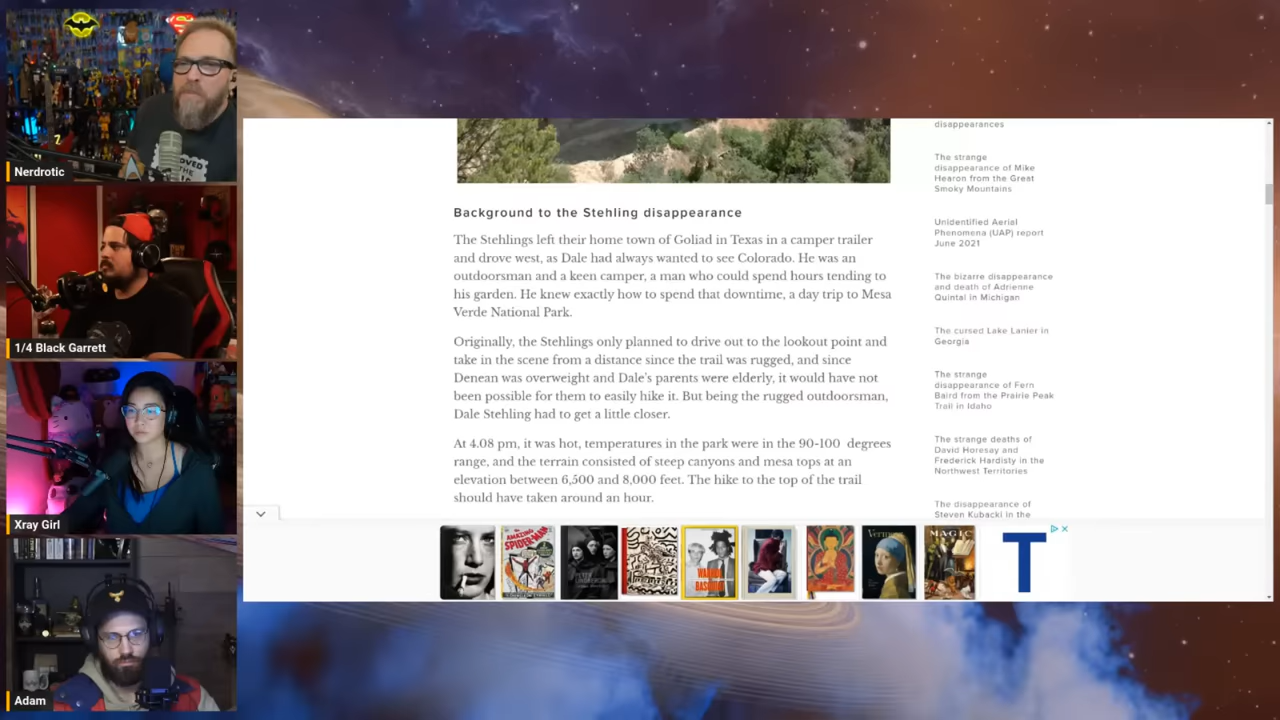 Nerdrotic
1/4 Black Garrett
Xray Girl
Adam
Background to the Stehling disappearance
The Stehlings left their home town of Goliad in Texas in a camper trailer
and drove west, as Dale had always wanted to see Colorado. He was an
outdoorsman and a keen camper, a man who could spend hours tending to
his garden. He knew exactly how to spend that downtime, a day trip to Mesa
Verde National Park.
Originally, the Stehlings only planned to drive out to the lookout point and
take in the scene from a distance since the trail was rugged, and since
Denean was overweight and Dale's parents were elderly, it would have not
been possible for them to easily hike it. But being the rugged outdoorsman,
Dale Stehling had to get a little closer.
At 4.08 pm, it was hot, temperatures in the park were in the 90-100 degrees
range, and the terrain consisted of steep canyons and mesa tops at an
elevation between 6,500 and 8,000 feet. The hike to the top of the trail
should have taken around an hour.
disappearances
The strange
disappearance of Mike
Hearon from the Great
Smoky Mountains
Unidentified Aerial
Phenomena (UAP) report
June 2021
The bizarre disappearance
and death of Adrienne
Quintal in Michigan
The cursed Lake Lanier in
Georgia
The strange
disappearance of Fern
Baird from the Prairie Peak
Trail in Idaho
The strange deaths of
David Horesay and
Frederick Hardisty in the
Northwest Territories
The disappearance of
Steven Kubacki in the
SPIDER-MAN
WARHOL
MAGIC
T